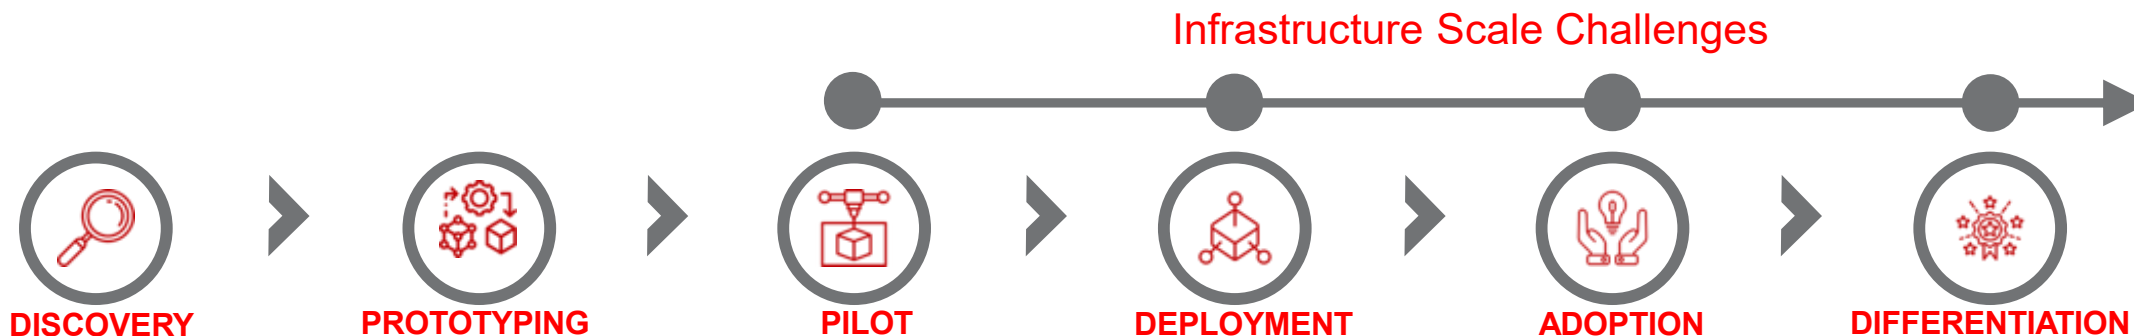 Infrastructure Scale Challenges
DISCOVERY
PROTOTYPING
PILOT
DEPLOYMENT
ADOPTION
DIFFERENTIATION